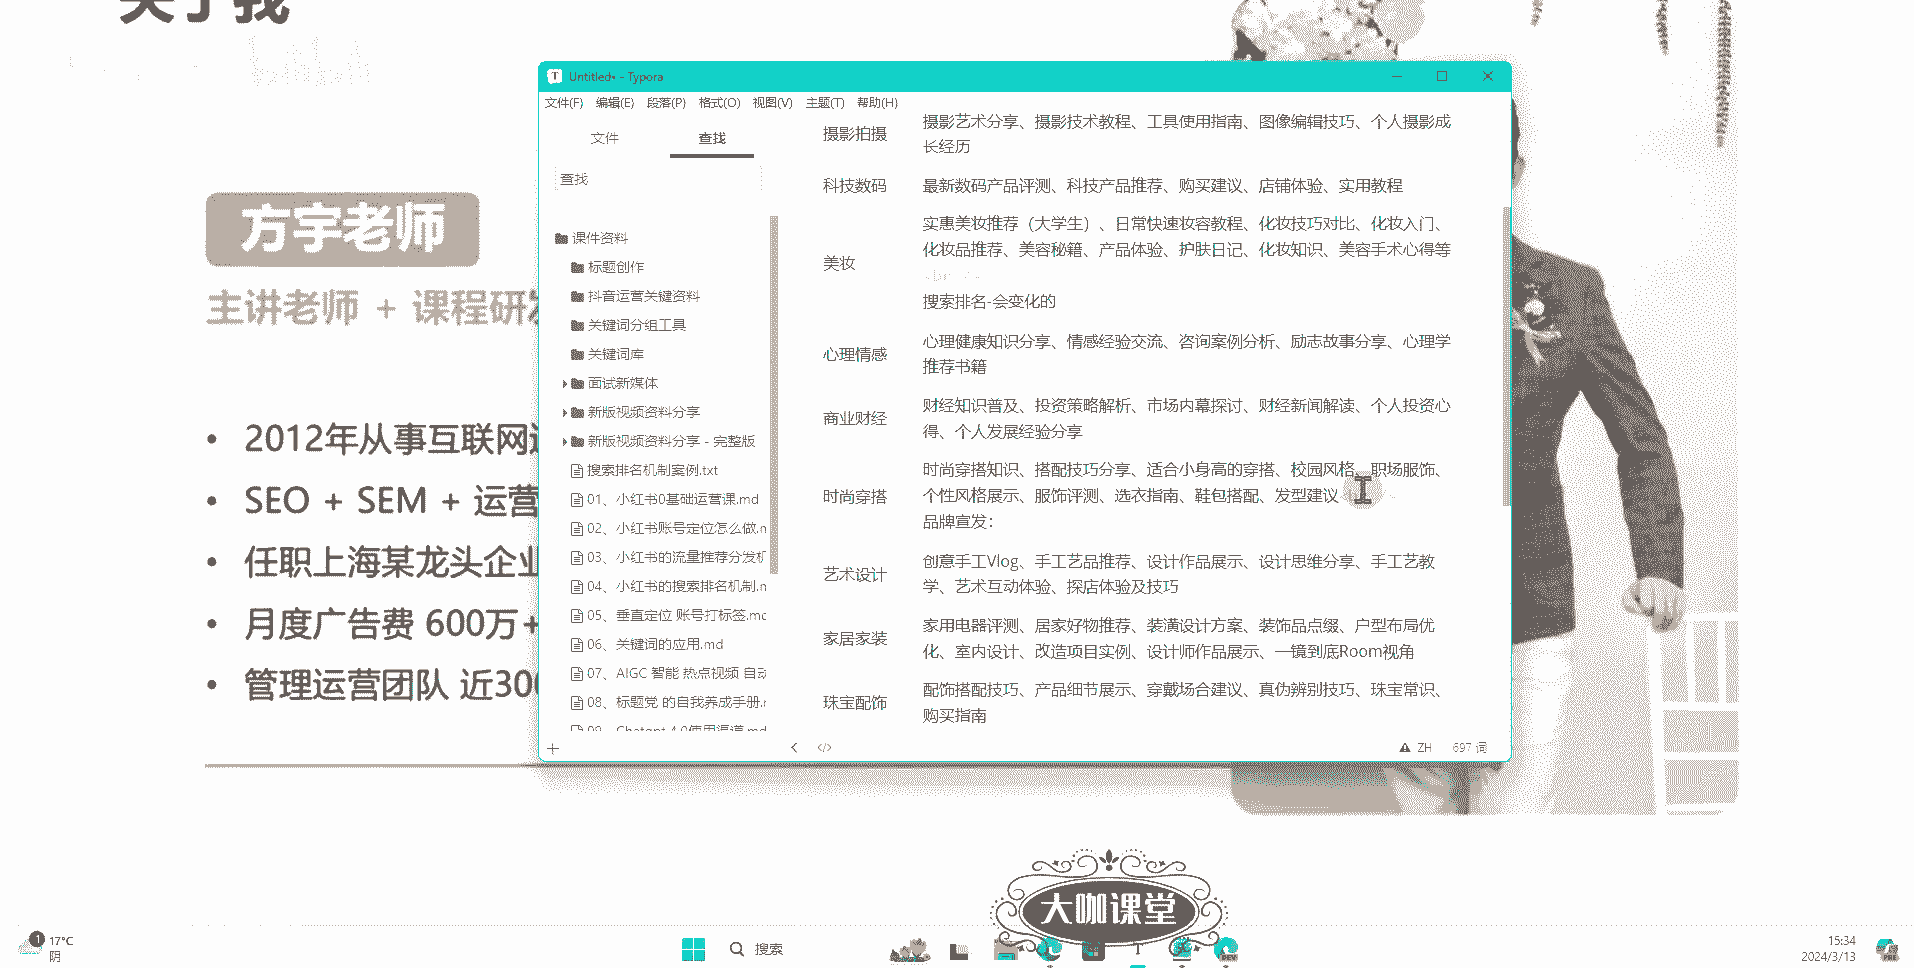 关于我
方宇老师
主讲老师 + 课程研发
2012年从事互联网
SEO + SEM + 运营
任职上海某龙头企业
月度广告费 600万+
管理运营团队 近300
Untitled• - Typora
文件(F) 编辑(E) 段落(P) 格式(O) 视图(V) 主题(T) 帮助(H)
文件 查找
查找
课件资料
标题创作
抖音运营关键资料
关键词分组工具
关键词库
面试新媒体
新版视频资料分享
新版视频资料分享 - 完整版
搜索排名机制案例.txt
01、小红书0基础运营课.md
02、小红书账号定位怎么做.m
03、小红书的流量推荐分发机
04、小红书的搜索排名机制.m
05、垂直定位 账号打标签.md
06、关键词的应用.md
07、AIGC 智能 热点视频 自动
08、标题党 的自我养成手册.m
09、Chatgpt 4.0使用渠道.md
摄影拍摄
摄影艺术分享、摄影技术教程、工具使用指南、图像编辑技巧、个人摄影成
长经历
科技数码
最新数码产品评测、科技产品推荐、购买建议、店铺体验、实用教程
美妆
实惠美妆推荐（大学生）、日常快速妆容教程、化妆技巧对比、化妆入门、
化妆品推荐、美容秘籍、产品体验、护肤日记、化妆知识、美容手术心得等
搜索排名-会变化的
心理情感
心理健康知识分享、情感经验交流、咨询案例分析、励志故事分享、心理学
推荐书籍
商业财经
财经知识普及、投资策略解析、市场内幕探讨、财经新闻解读、个人投资心
得、个人发展经验分享
时尚穿搭
时尚穿搭知识、搭配技巧分享、适合小身高的穿搭、校园风格、职场服饰、
个性风格展示、服饰评测、选衣指南、鞋包搭配、发型建议
品牌宣发：
艺术设计
创意手工Vlog、手工艺品推荐、设计作品展示、设计思维分享、手工艺教
学、艺术互动体验、探店体验及技巧
家居家装
家用电器评测、居家好物推荐、装潢设计方案、装饰品点缀、户型布局优
化、室内设计、改造项目实例、设计师作品展示、一镜到底Room视角
珠宝配饰
配饰搭配技巧、产品细节展示、穿戴场合建议、真伪辨别技巧、珠宝常识、
购买指南
ZH 697 词
大咖课堂
1 17°C
阴
搜索
DEV
15:34
2024/3/13
PRE